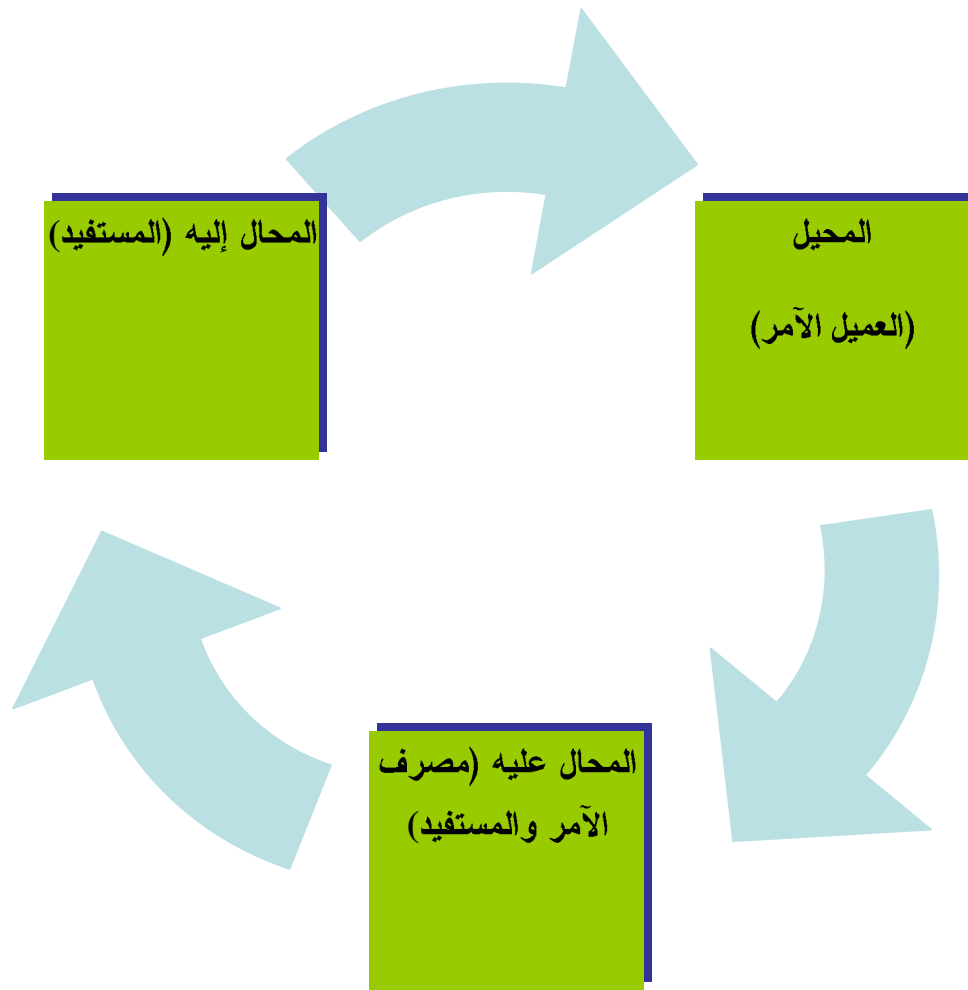 المحيل
(العميل الآمر)
المحال إليه (المستفيد)
المحال عليه (مصرف
الآمر والمستفيد)